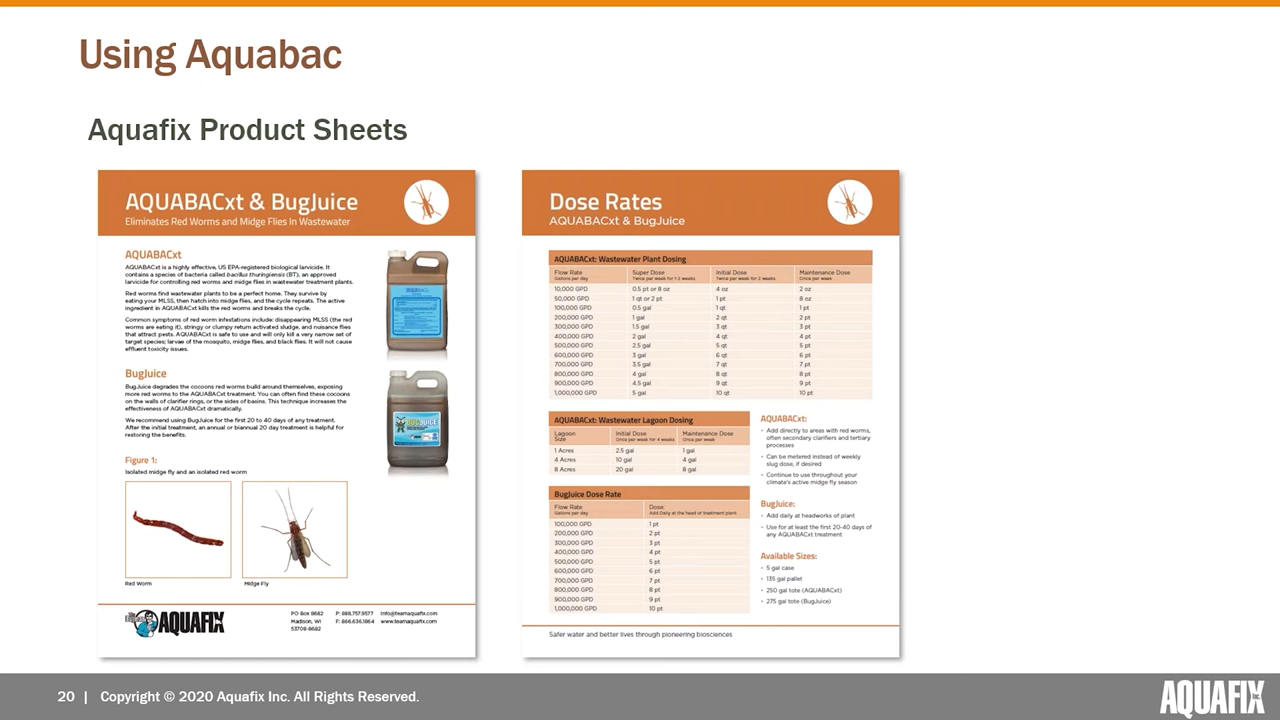 Using Aquabac
Aquafix Product Sheets
AQUABACxt & BugJuice
Eliminates Red Worms and Midge Flies In Wastewater
AQUABACxt
AQUABACxt is a highly effective, US EPA-registered biological larvicide. It
contains a species of bacteria called bacillus thuringiensis (BT), an approved
larvicide for controlling red worms and midge flies in wastewater treatment plants.
Red worms find wastewater plants to be a perfect home. They survive by
eating your MLSS, then hatch into midge flies, and the cycle repeats. The active
ingredient in AQUABACxt kills the red worms and breaks the cycle.
Common symptoms of red worm infestations include: disappearing MLSS (the red
worms are eating it), stringy or clumpy return activated sludge, and nuisance flies
that attract pests. AQUABACxt is safe to use and will only kill a very narrow set of
target species; larvae of the mosquito, midge flies, and black flies. It will not cause
effluent toxicity issues.
BugJuice
BugJuice degrades the cocoons red worms build around themselves, exposing
more red worms to the AQUABACxt treatment. You can often find these cocoons
on the walls of clarifier rings, or the sides of basins. This technique increases the
effectiveness of AQUABACxt dramatically.
We recommend using BugJuice for the first 20 to 40 days of any treatment.
After the initial treatment, an annual or biannual 20 day treatment is helpful for
restoring the benefits.
Figure 1:
Isolated midge fly and an isolated red worm
Red Worm Midge Fly
AQUAFIX
PO Box 8682 P: 888.757.9577 info@teamaquafix.com
Madison, WI F: 866.636.1864 www.teamaquafix.com
53708-8682
Dose Rates
AQUABACxt & BugJuice
AQUABACxt: Wastewater Plant Dosing
Flow Rate Super Dose Initial Dose Maintenance Dose
Gallons per day Twice per week for 1-2 weeks Twice per week for 2 weeks Once per week
10,000 GPD 0.5 pt or 8 oz 4 oz 2 oz
50,000 GPD 1 qt or 2 pt 1 pt 8 oz
100,000 GPD 0.5 gal 1 qt 1 pt
200,000 GPD 1 gal 2 qt 2 pt
300,000 GPD 1.5 gal 3 qt 3 pt
400,000 GPD 2 gal 4 qt 4 pt
500,000 GPD 2.5 gal 5 qt 5 pt
600,000 GPD 3 gal 6 qt 6 pt
700,000 GPD 3.5 gal 7 qt 7 pt
800,000 GPD 4 gal 8 qt 8 pt
900,000 GPD 4.5 gal 9 qt 9 pt
1,000,000 GPD 5 gal 10 qt 10 pt
AQUABACxt: Wastewater Lagoon Dosing
Lagoon Size Initial Dose Maintenance Dose
Once per week for 4 weeks Once per week
1 Acres 2.5 gal 1 gal
4 Acres 10 gal 4 gal
8 Acres 20 gal 8 gal
BugJuice Dose Rate
Flow Rate Dose:
Gallons per day Add Daily at the head of treatment plant
100,000 GPD 1 pt
200,000 GPD 2 pt
300,000 GPD 3 pt
400,000 GPD 4 pt
500,000 GPD 5 pt
600,000 GPD 6 pt
700,000 GPD 7 pt
800,000 GPD 8 pt
900,000 GPD 9 pt
1,000,000 GPD 10 pt
AQUABACxt:
• Add directly to areas with red worms,
often secondary clarifiers and tertiary
processes
• Can be metered instead of weekly
slug dose, if desired
• Continue to use throughout your
climate's active midge fly season
BugJuice:
• Add daily at headworks of plant
• Use for at least the first 20-40 days of
any AQUABACxt treatment
Available Sizes:
• 5 gal case
• 135 gal pallet
• 250 gal tote (AQUABACxt)
• 275 gal tote (BugJuice)
Safer water and better lives through pioneering biosciences
20 | Copyright © 2020 Aquafix Inc. All Rights Reserved.
AQUAFIX